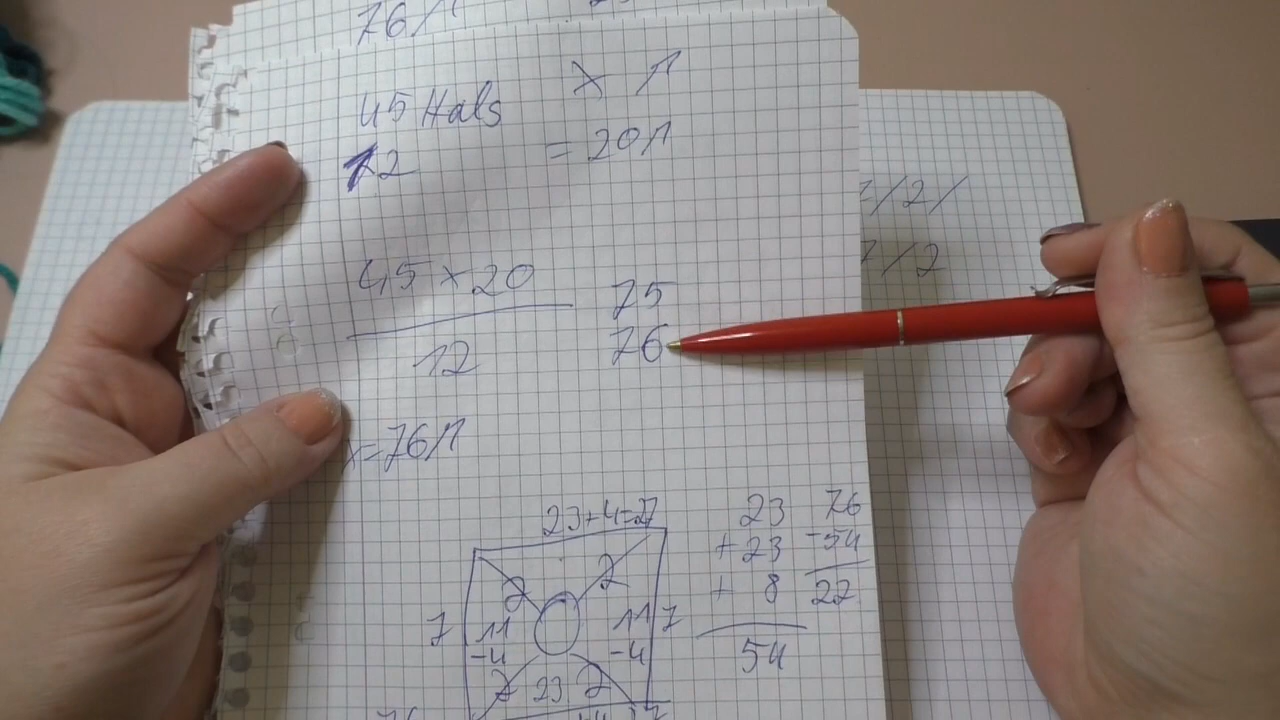 76/1
45 Hals x 1
12 = 201
45 x 20 75
12 76
x=76/1
23+4=27
23 76
+23 -54
+ 8 22
54
2 2
7 11 11 7
-4 -4
2 23 2